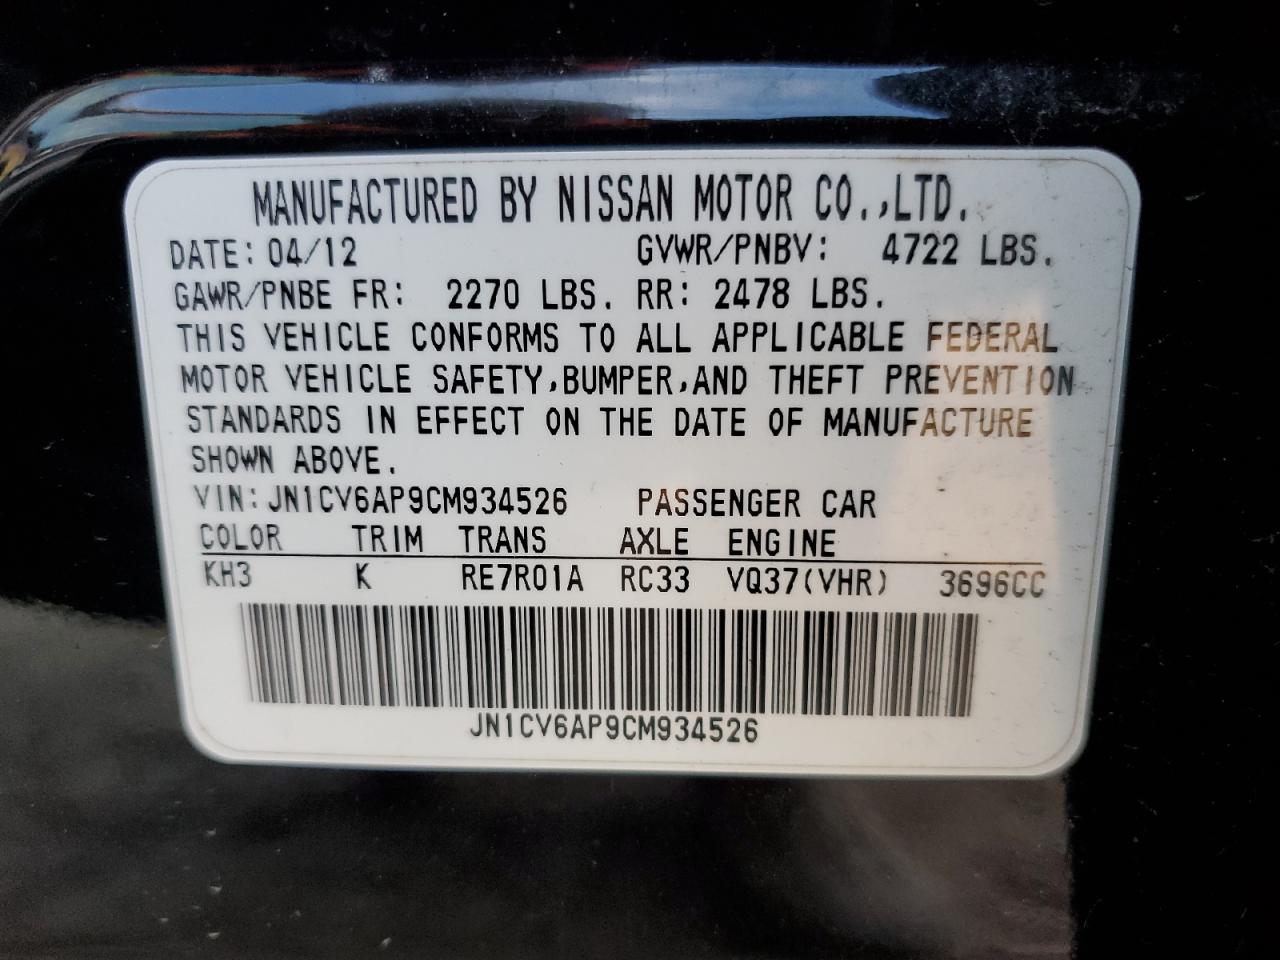 MANUFACTURED BY NISSAN MOTOR CO.,LTD.
DATE: 04/12 GVWR/PNBV: 4722 LBS.
GAWR/PNBE FR: 2270 LBS. RR: 2478 LBS.
THIS VEHICLE CONFORMS TO ALL APPLICABLE FEDERAL
MOTOR VEHICLE SAFETY,BUMPER,AND THEFT PREVENTION
STANDARDS IN EFFECT ON THE DATE OF MANUFACTURE
SHOWN ABOVE.
VIN: JN1CV6AP9CM934526 PASSENGER CAR
COLOR TRIM TRANS AXLE ENGINE
KH3 K RE7R01A RC33 VQ37(VHR) 3696CC
JN1CV6AP9CM934526